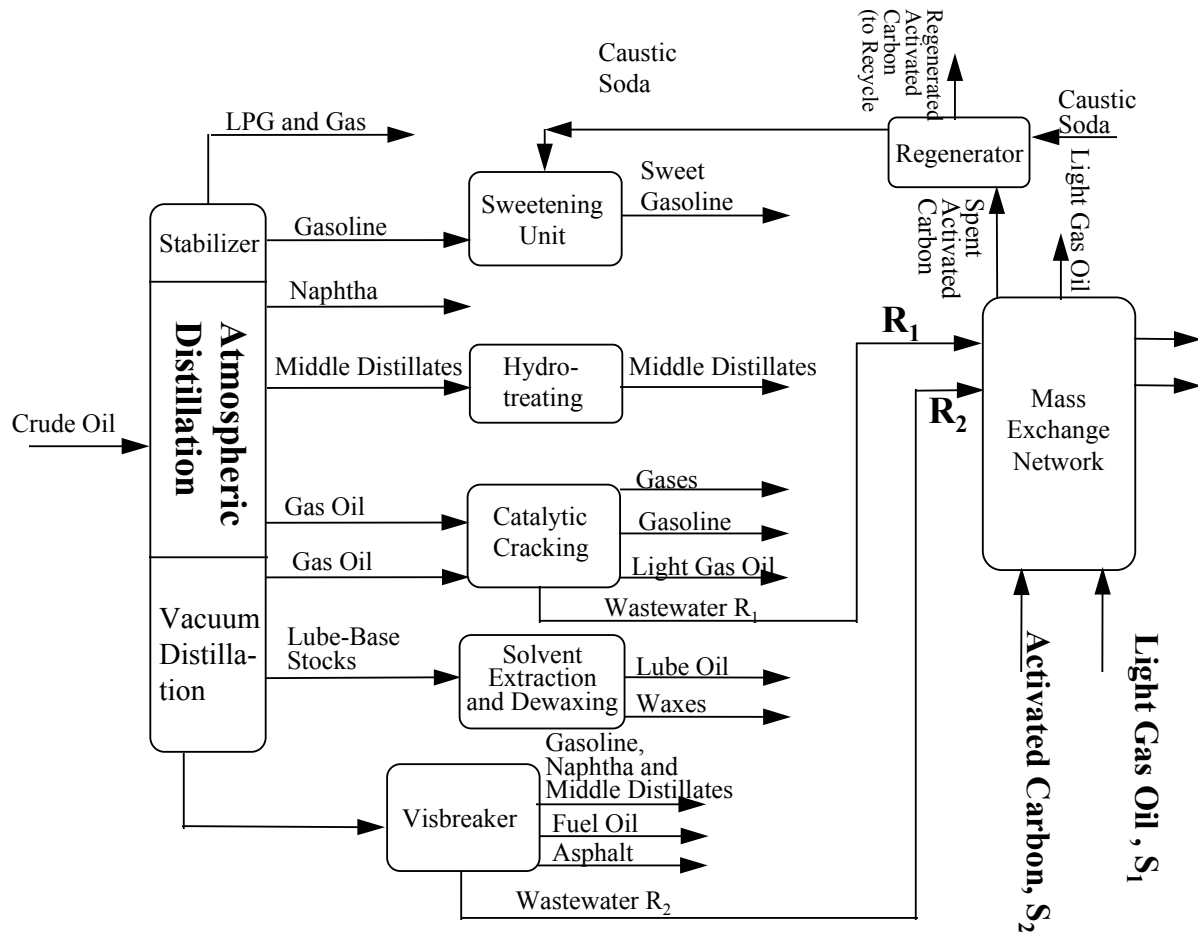 Regenerated
Activated
Carbon
(to Recycle)
Caustic
Soda
Caustic
Soda
LPG and Gas
Regenerator
Light Gas Oil
Sweet
Gasoline
Sweetening
Unit
Spent
Activated
Carbon
Stabilizer
Gasoline
Naphtha
Atmospheric
Distillation
R1
Middle Distillates
Hydro-
treating
Middle Distillates
R2
Mass
Exchange
Network
Crude Oil
Gases
Gas Oil
Catalytic
Cracking
Gasoline
Gas Oil
Light Gas Oil
Wastewater R1
Vacuum
Distilla-
tion
Lube-Base
Stocks
Solvent
Extraction
and Dewaxing
Lube Oil
Waxes
Activated Carbon, S2
Light Gas Oil , S1
Gasoline,
Naphtha and
Middle Distillates
Visbreaker
Fuel Oil
Asphalt
Wastewater R2